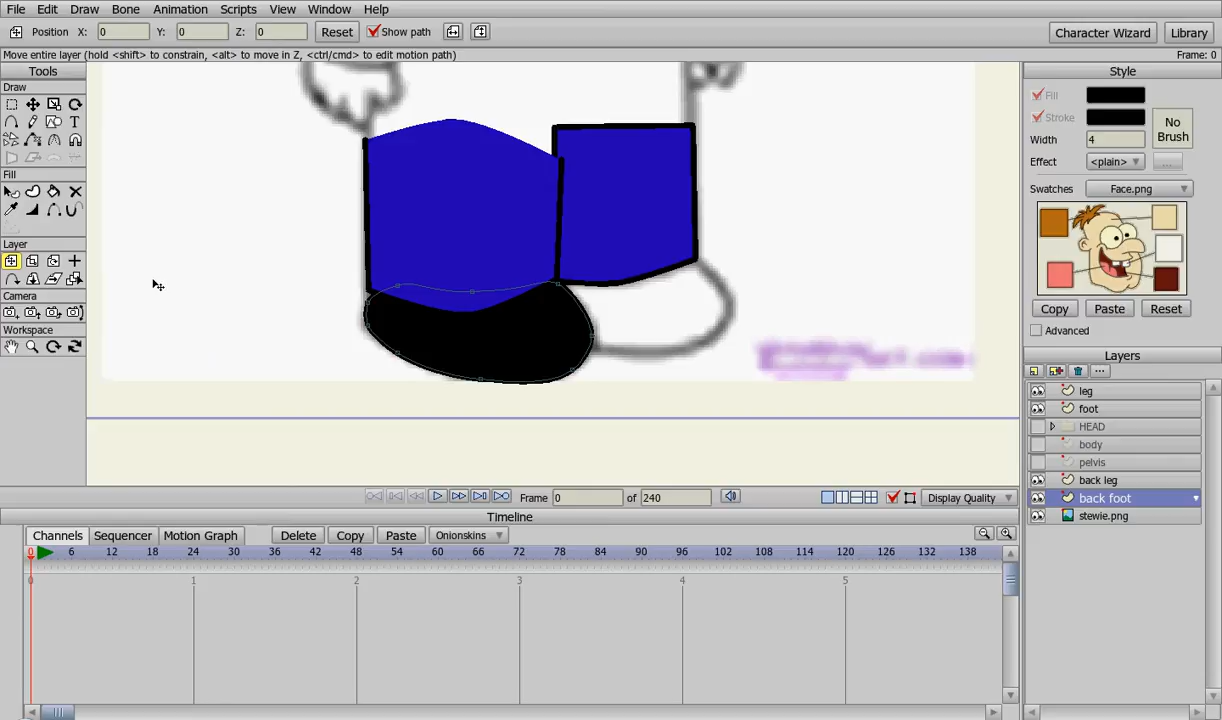 File Edit Draw Bone Animation Scripts View Window Help
Position X: 0 Y: 0 Z: 0 Reset Show path Character Wizard Library
Move entire layer (hold <shift> to constrain, <alt> to move in Z, <ctrl/cmd> to edit motion path) Frame: 0
Tools Style
Draw
Fill
Stroke
No Brush
Width 4
Effect <plain> ...
Fill
Swatches Face.png
Layer
Camera
Copy Paste Reset
Workspace
Advanced
Layers
...
leg
foot
HEAD
body
pelvis
back leg
back foot
stewie.png
Frame 0 of 240 Display Quality
Timeline
Channels Sequencer Motion Graph Delete Copy Paste Onionskins
0 6 12 18 24 30 36 42 48 54 60 66 72 78 84 90 96 102 108 114 120 126 132 138
0 1 2 3 4 5